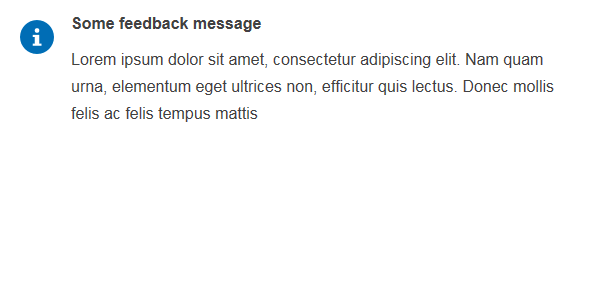 Some feedback message
Lorem ipsum dolor sit amet, consectetur adipiscing elit. Nam quam
urna, elementum eget ultrices non, efficitur quis lectus. Donec mollis
felis ac felis tempus mattis